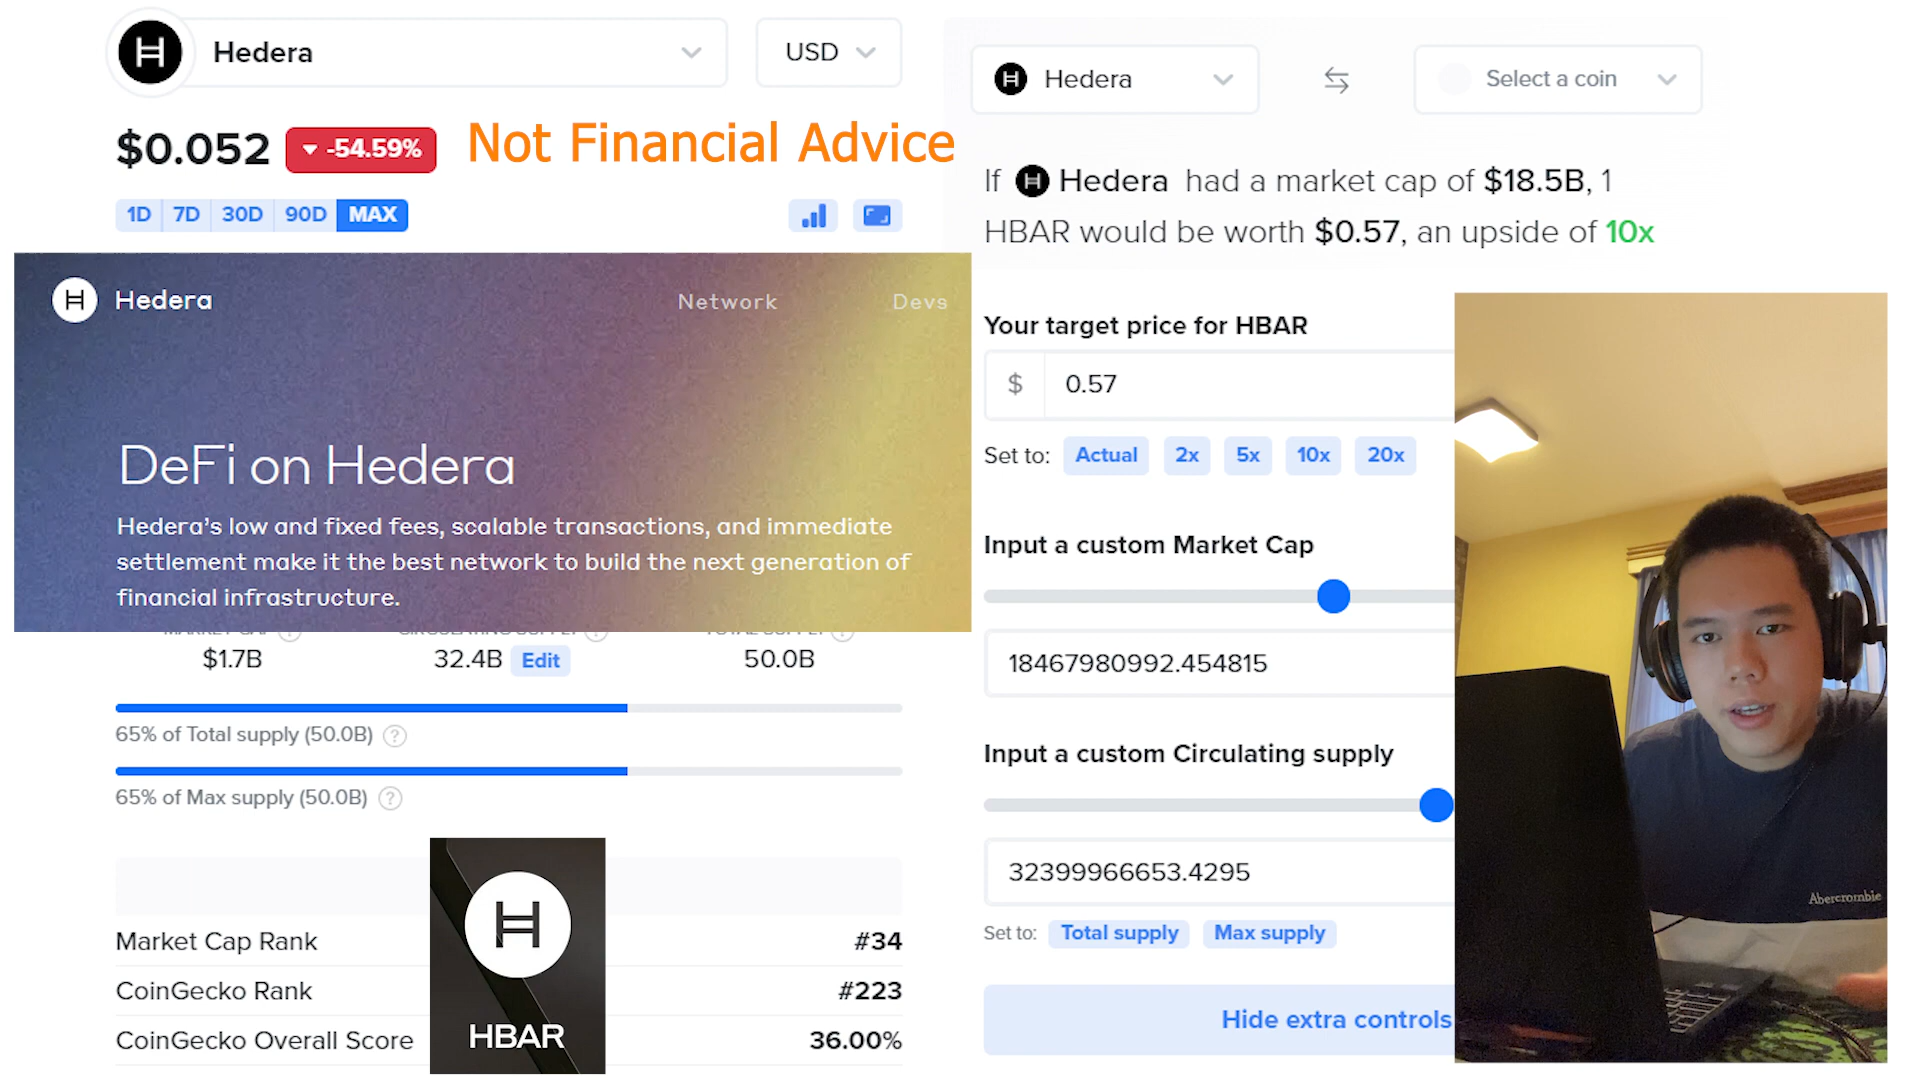 Hedera
USD
$0.052
-54.59%
Not Financial Advice
1D 7D 30D 90D MAX
Hedera
Network
Devs
DeFi on Hedera
Hedera's low and fixed fees, scalable transactions, and immediate
settlement make it the best network to build the next generation of
financial infrastructure.
$1.7B
32.4B Edit
50.0B
65% of Total supply (50.0B) ?
65% of Max supply (50.0B) ?
Market Cap Rank #34
CoinGecko Rank #223
CoinGecko Overall Score 36.00%
HBAR
Hedera
Select a coin
If Hedera had a market cap of $18.5B, 1
HBAR would be worth $0.57, an upside of 10x
Your target price for HBAR
$ 0.57
Set to: Actual 2x 5x 10x 20x
Input a custom Market Cap
18467980992.454815
Input a custom Circulating supply
32399966653.4295
Set to: Total supply Max supply
Hide extra controls
Abercrombie